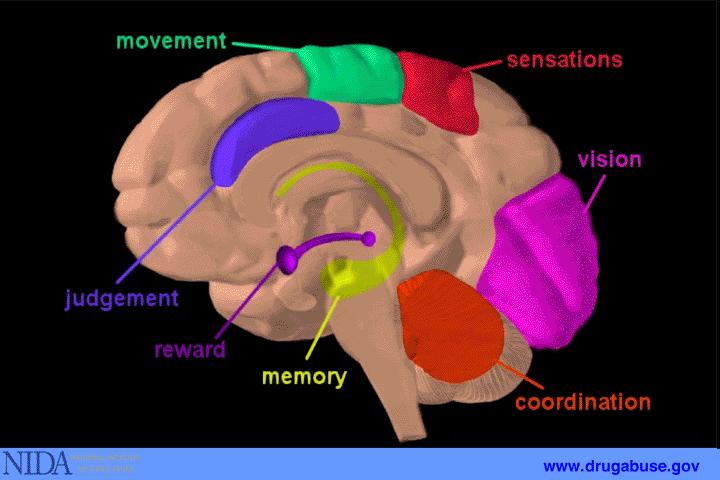 movement
sensations
vision
judgement
reward
memory
coordination
NIDA
www.drugabuse.gov